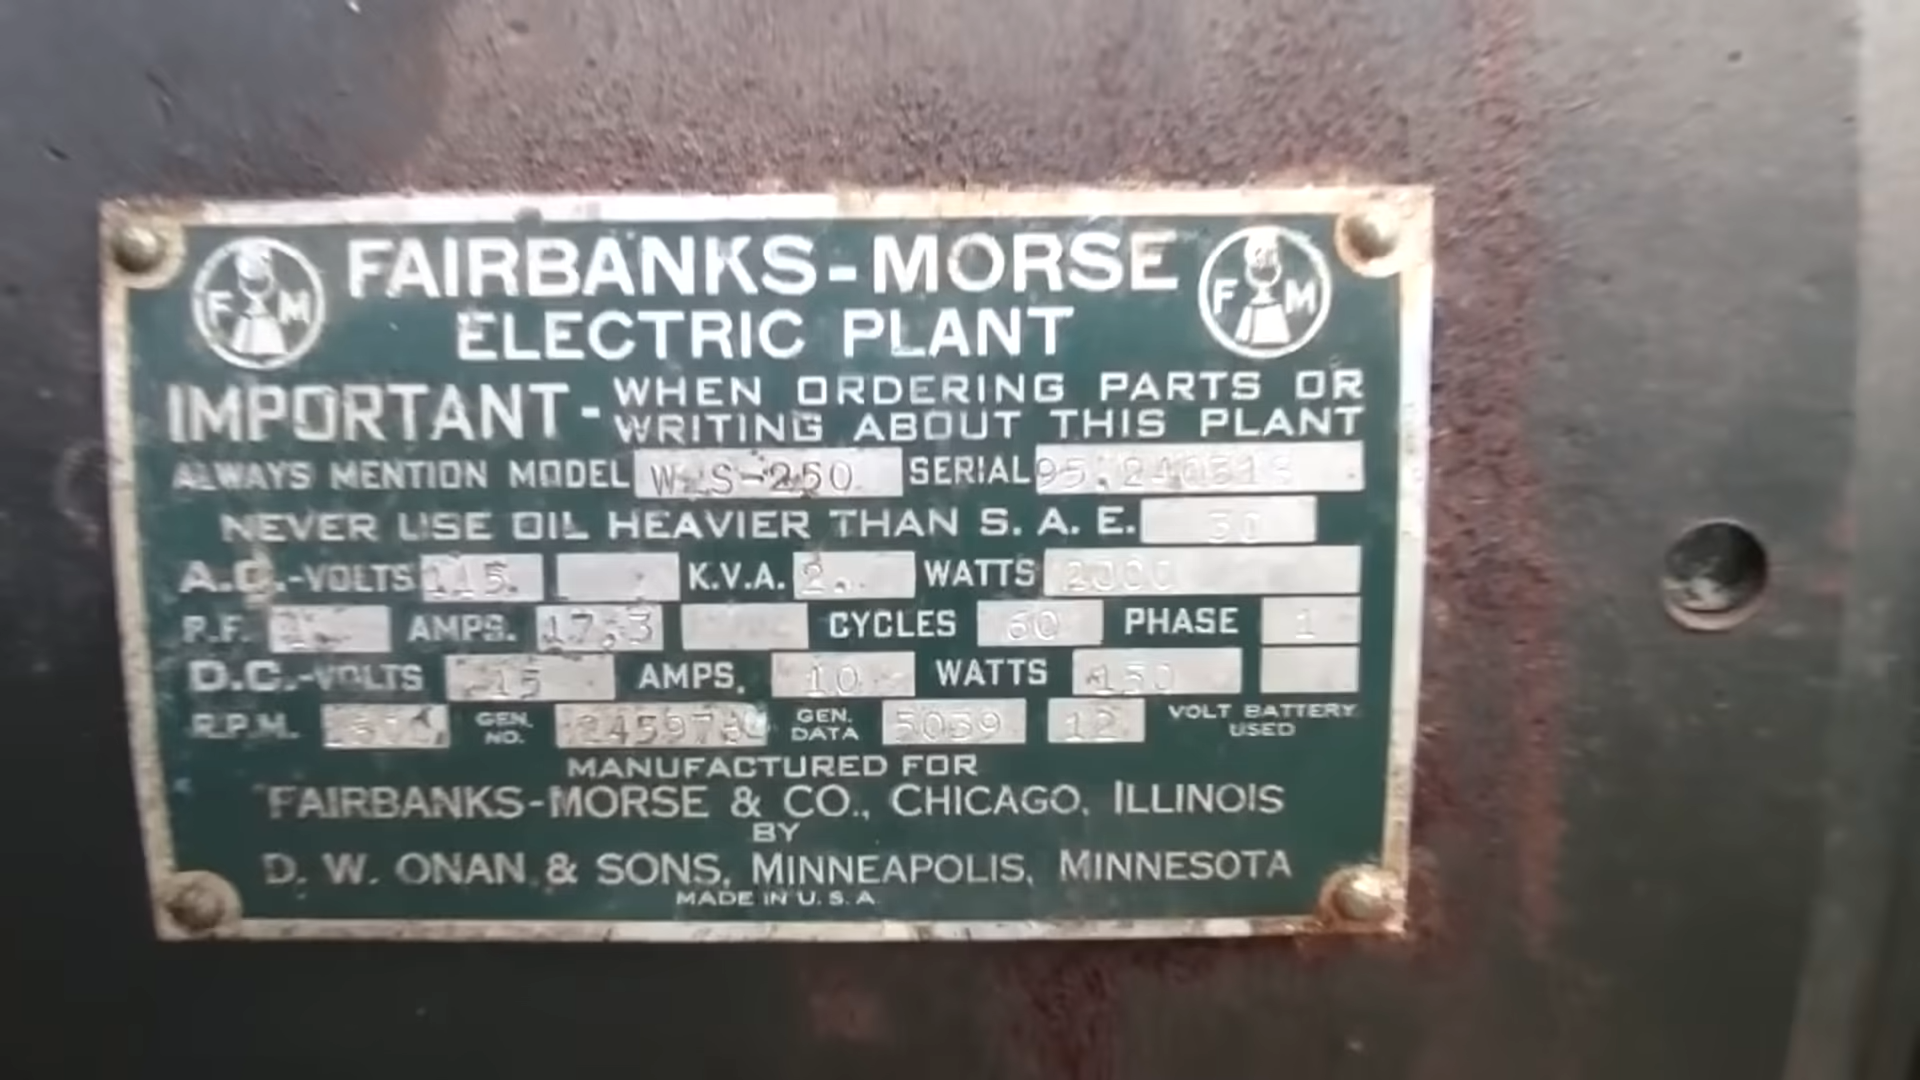 F M FAIRBANKS-MORSE F M
ELECTRIC PLANT
IMPORTANT - WHEN ORDERING PARTS OR
WRITING ABOUT THIS PLANT
ALWAYS MENTION MODEL SERIAL
NEVER USE OIL HEAVIER THAN S. A. E. 30
A.C.-VOLTS 115. K.V.A. 2. WATTS 2000
P.F. AMPS. 17.3 CYCLES 60 PHASE 1
D.C.-VOLTS 15 AMPS. 10 WATTS 150
R.P.M. GEN. NO. GEN. DATA 5039 12 VOLT BATTERY USED
MANUFACTURED FOR
FAIRBANKS-MORSE & CO., CHICAGO, ILLINOIS
BY
D. W. ONAN & SONS, MINNEAPOLIS, MINNESOTA
MADE IN U. S. A